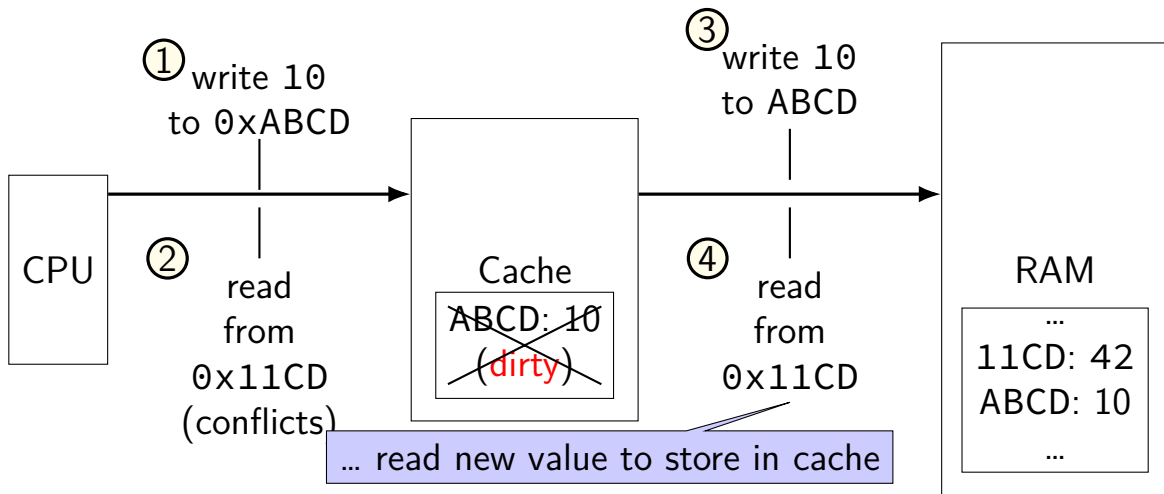 1
write 10
to 0xABCD
3
write 10
to ABCD
CPU
2
read
from
0x11CD
(conflicts)
Cache
ABCD: 10
(dirty)
4
read
from
0x11CD
RAM
...
11CD: 42
ABCD: 10
...
... read new value to store in cache